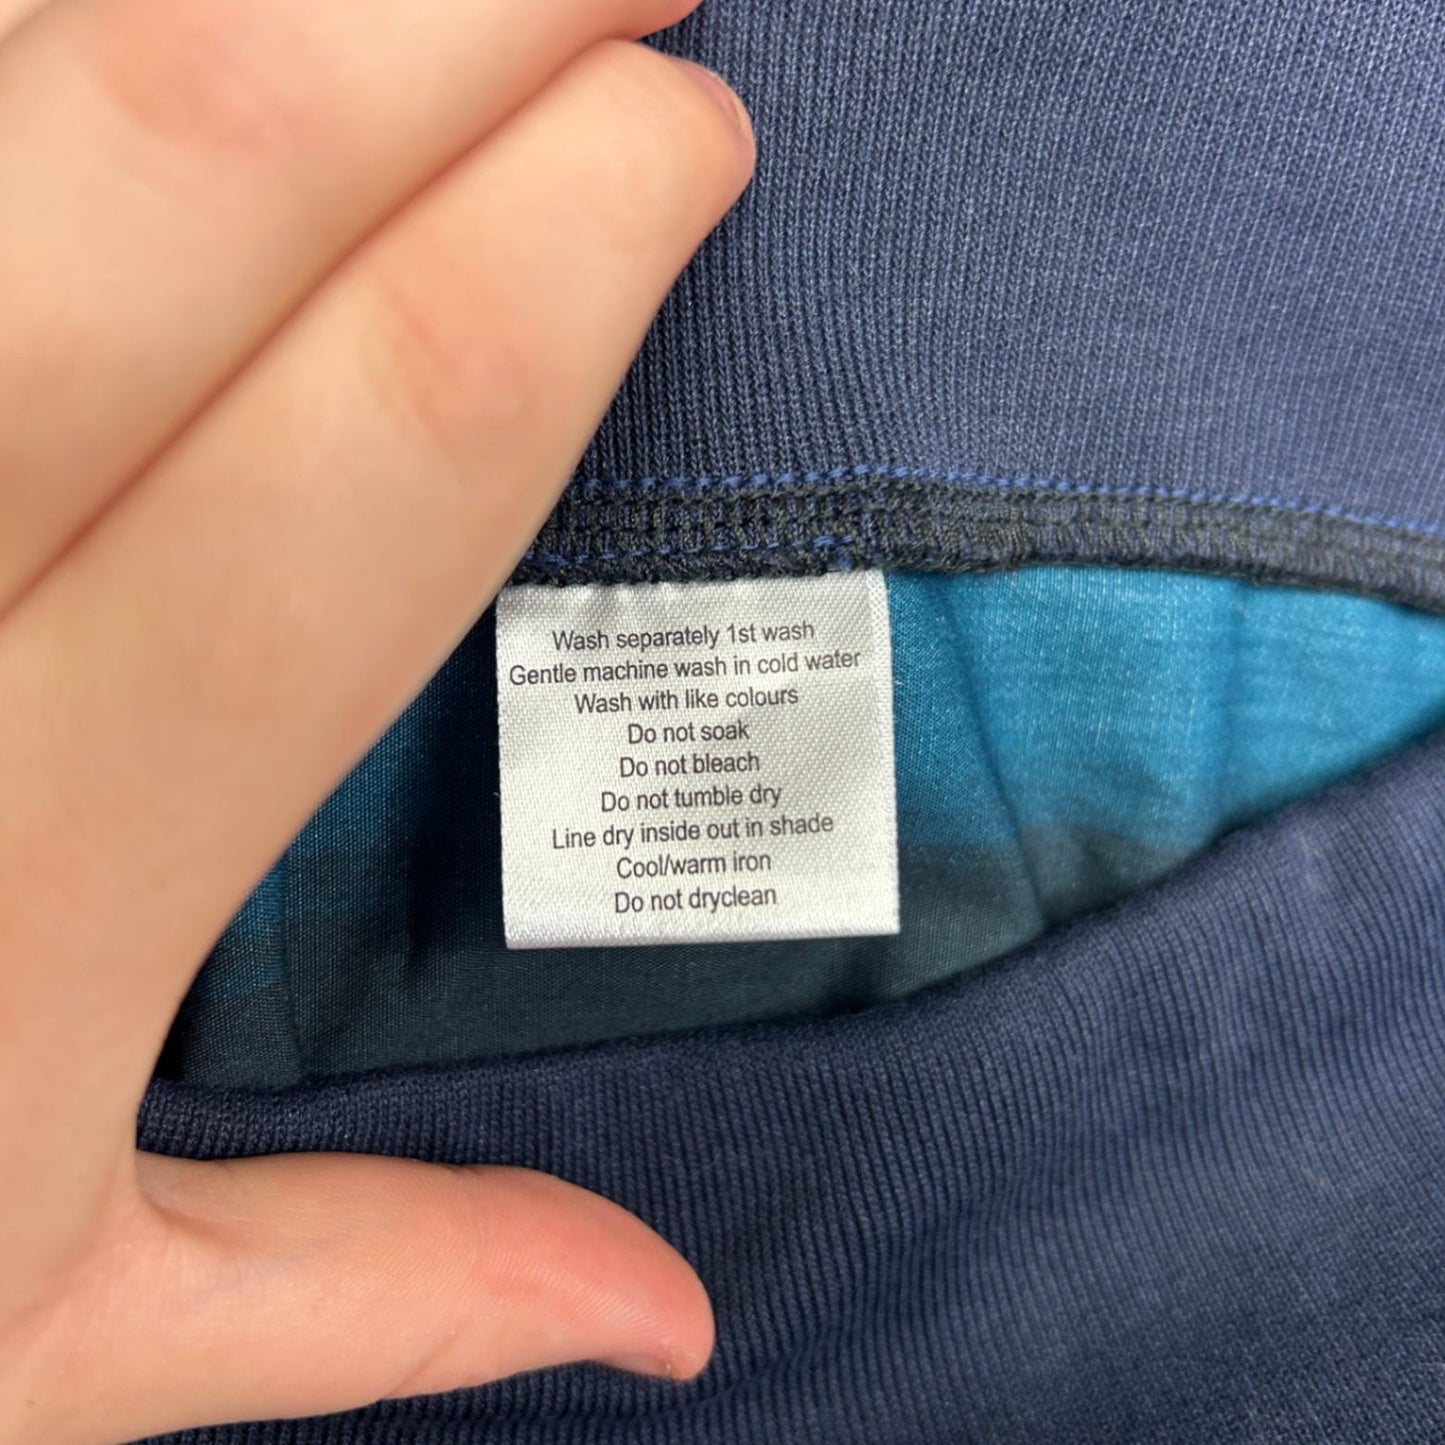 Wash separately 1st wash
Gentle machine wash in cold water
Wash with like colours
Do not soak
Do not bleach
Do not tumble dry
Line dry inside out in shade
Cool/warm iron
Do not dryclean